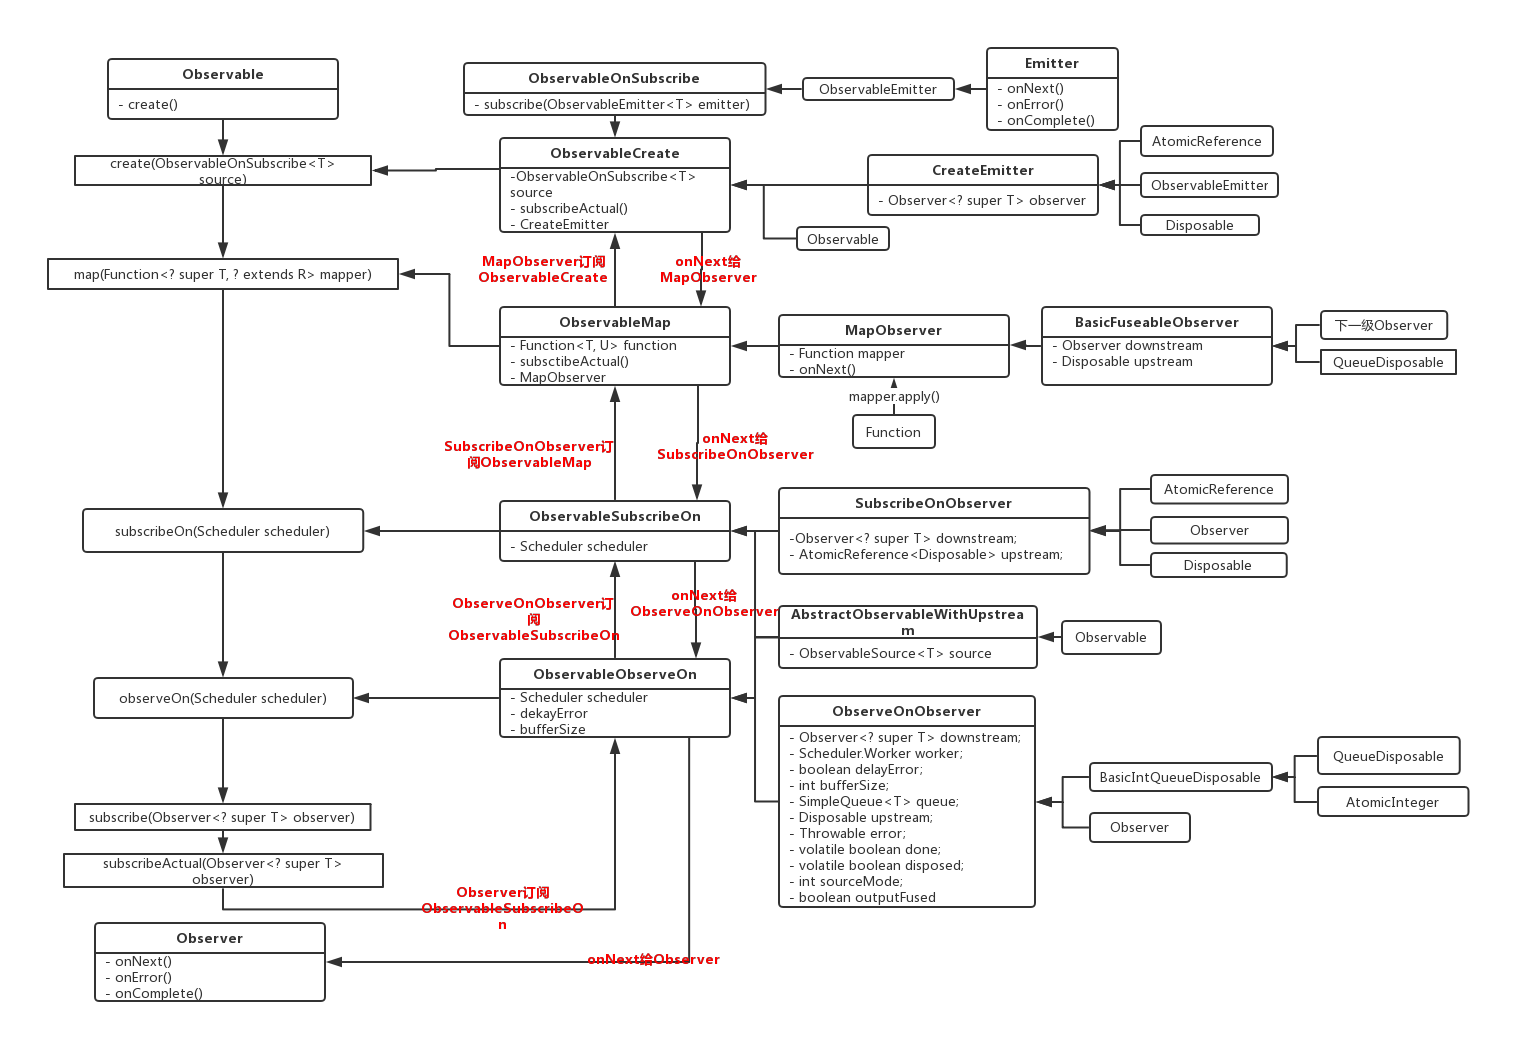 Observable
- create()
ObservableOnSubscribe
- subscribe(ObservableEmitter<T> emitter)
ObservableEmitter
Emitter
- onNext()
- onError()
- onComplete()
create(ObservableOnSubscribe<T>
source)
ObservableCreate
-ObservableOnSubscribe<T>
source
- subscribeActual()
- CreateEmitter
CreateEmitter
- Observer<? super T> observer
AtomicReference
ObservableEmitter
Disposable
Observable
MapObserver订阅
ObservableCreate
onNext给
MapObserver
map(Function<? super T, ? extends R> mapper)
ObservableMap
- Function<T, U> function
- subsctibeActual()
- MapObserver
MapObserver
- Function mapper
- onNext()
BasicFuseableObserver
- Observer downstream
- Disposable upstream
下一级Observer
QueueDisposable
mapper.apply()
Function
SubscribeOnObserver订
阅ObservableMap
onNext给
SubscribeOnObserver
subscribeOn(Scheduler scheduler)
ObservableSubscribeOn
- Scheduler scheduler
SubscribeOnObserver
-Observer<? super T> downstream;
- AtomicReference<Disposable> upstream;
AtomicReference
Observer
Disposable
ObserveOnObserver订
阅
ObservableSubscribeOn
onNext给
ObserveOnObserver
AbstractObservableWithUpstrea
m
- ObservableSource<T> source
Observable
observeOn(Scheduler scheduler)
ObservableObserveOn
- Scheduler scheduler
- dekayError
- bufferSize
ObserveOnObserver
- Observer<? super T> downstream;
- Scheduler.Worker worker;
- boolean delayError;
- int bufferSize;
- SimpleQueue<T> queue;
- Disposable upstream;
- Throwable error;
- volatile boolean done;
- volatile boolean disposed;
- int sourceMode;
- boolean outputFused
BasicIntQueueDisposable
Observer
QueueDisposable
AtomicInteger
subscribe(Observer<? super T> observer)
subscribeActual(Observer<? super T>
observer)
Observer订阅
ObservableSubscribeO
n
Observer
- onNext()
- onError()
- onComplete()
onNext给Observer